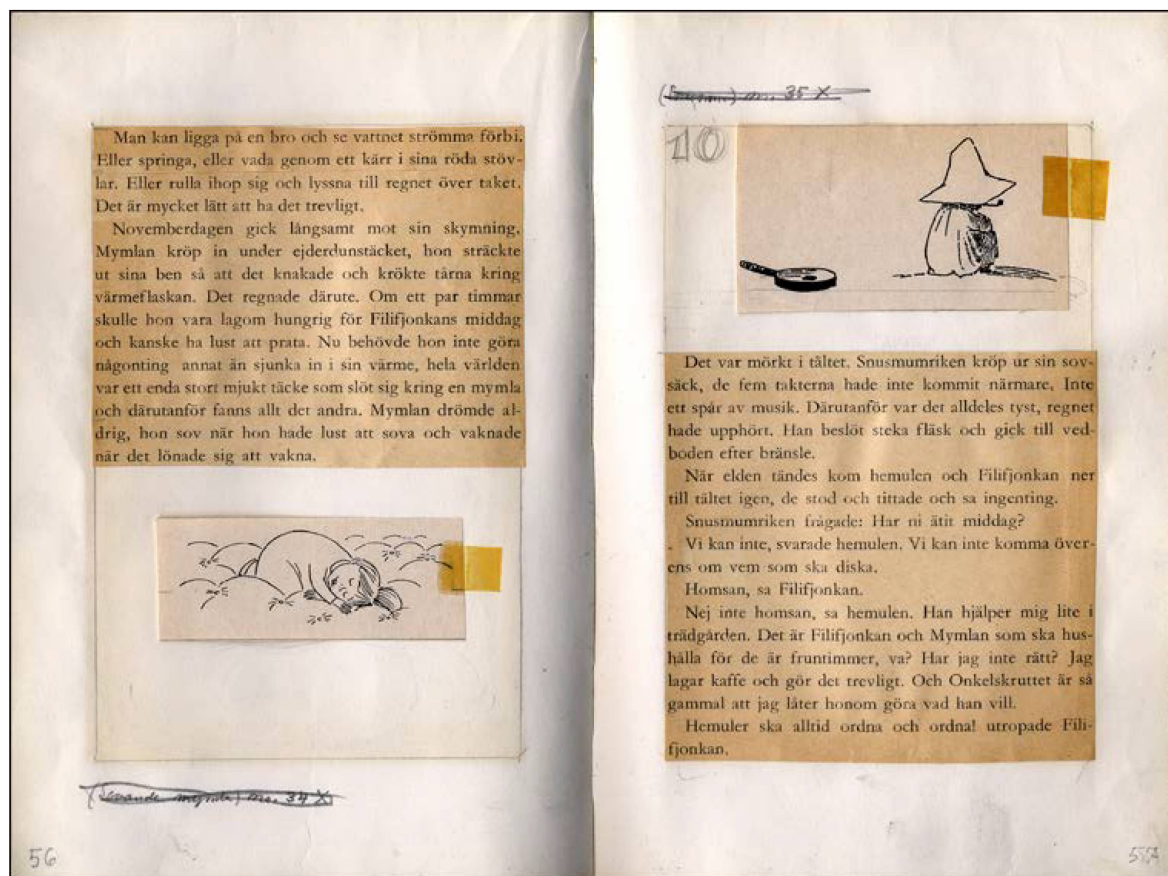 Man kan ligga på en bro och se vattnet strömma förbi.
Eller springa, eller vada genom ett kärr i sina röda stöv-
lar. Eller rulla ihop sig och lyssna till regnet över taket.
Det är mycket lätt att ha det trevligt.
Novemberdagen gick långsamt mot sin skymning.
Mymlan kröp in under ejderdunstäcket, hon sträckte
ut sina ben så att det knakade och krökte tårna kring
värmeflaskan. Det regnade därute. Om ett par timmar
skulle hon vara lagom hungrig för Filifjonkans middag
och kanske ha lust att prata. Nu behövde hon inte göra
någonting annat än sjunka in i sin värme, hela världen
var ett enda stort mjukt täcke som slöt sig kring en mymla
och därutanför fanns allt det andra. Mymlan drömde al-
drig, hon sov när hon hade lust att sova och vaknade
när det lönade sig att vakna.
mymla) 34 X
56
35 X
10
Det var mörkt i tältet. Snusmumriken kröp ur sin sov-
säck, de fem takterna hade inte kommit närmare. Inte
ett spår av musik. Därutanför var det alldeles tyst, regnet
hade upphört. Han beslöt steka fläsk och gick till ved-
boden efter bränsle.
När elden tändes kom hemulen och Filifjonkan ner
till tältet igen, de stod och tittade och sa ingenting.
Snusmumriken frågade: Har ni ätit middag?
Vi kan inte, svarade hemulen. Vi kan inte komma över-
ens om vem som ska diska.
Homsan, sa Filifjonkan.
Nej inte homsan, sa hemulen. Han hjälper mig lite i
trädgården. Det är Filifjonkan och Mymlan som ska hus-
hålla för de är fruntimmer, va? Har jag inte rätt? Jag
lagar kaffe och gör det trevligt. Och Onkelskruttet är så
gammal att jag låter honom göra vad han vill.
Hemuler ska alltid ordna och ordna! utropade Fili-
fjonkan.
57